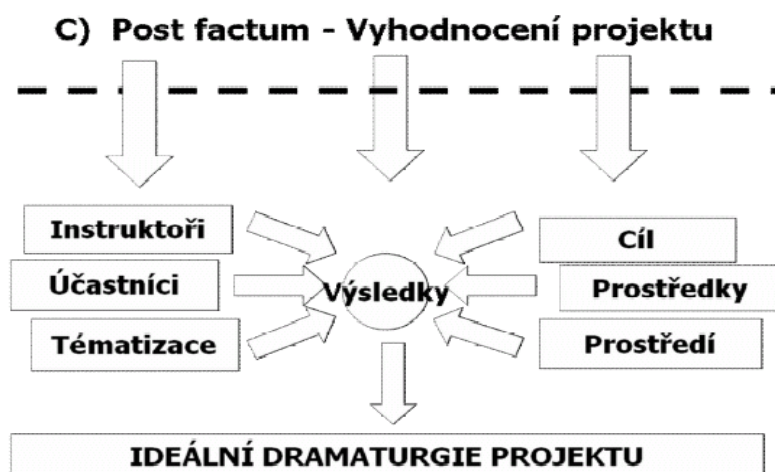 C) Post factum - Vyhodnocení projektu
Instruktoři
Účastníci
Tématizace
Výsledky
Cíl
Prostředky
Prostředí
IDEÁLNÍ DRAMATURGIE PROJEKTU